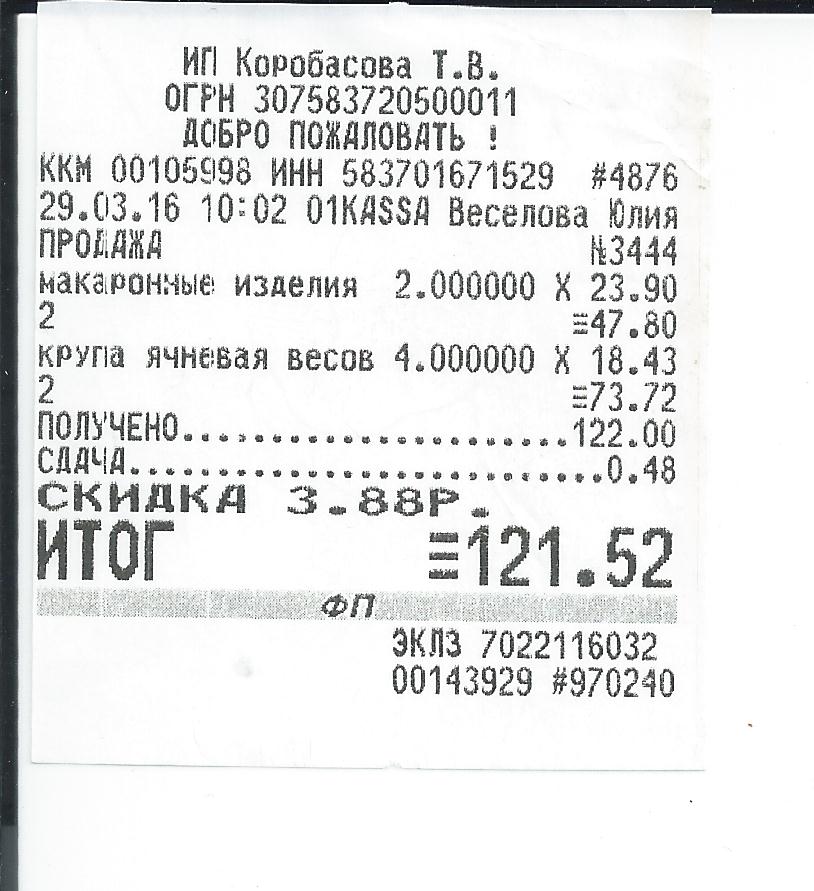 ИП Коробасова Т.В.
ОГРН 307583720500011
ДОБРО ПОЖАЛОВАТЬ !
ККМ 00105998 ИНН 583701671529 #4876
29.03.16 10:02 01KASSA Веселова Юлия
ПРОДАЖА №3444
макаронные изделия 2.000000 X 23.90
2 ≡47.80
крупа ячневая весов 4.000000 X 18.43
2 ≡73.72
ПОЛУЧЕНО......................122.00
СДАЧА...........................0.48
СКИДКА 3.88Р.
ИТОГ ≡121.52
ФП
ЭКЛЗ 7022116032
00143929 #970240